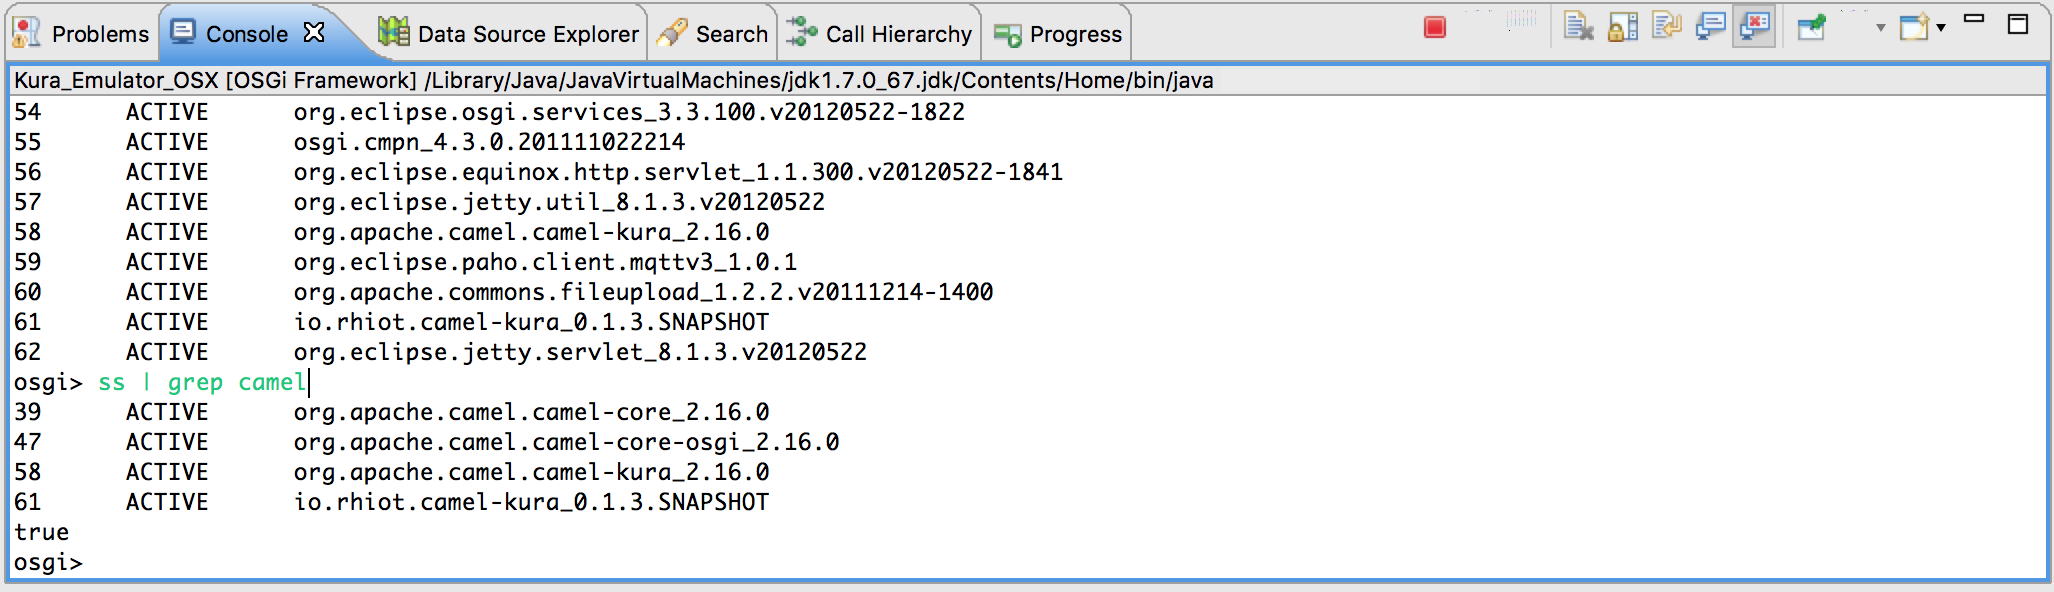 Problems Console Data Source Explorer Search Call Hierarchy Progress
Kura_Emulator_OSX [OSGi Framework] /Library/Java/JavaVirtualMachines/jdk1.7.0_67.jdk/Contents/Home/bin/java
54 ACTIVE org.eclipse.osgi.services_3.3.100.v20120522-1822
55 ACTIVE osgi.cmpn_4.3.0.201111022214
56 ACTIVE org.eclipse.equinox.http.servlet_1.1.300.v20120522-1841
57 ACTIVE org.eclipse.jetty.util_8.1.3.v20120522
58 ACTIVE org.apache.camel.camel-kura_2.16.0
59 ACTIVE org.eclipse.paho.client.mqttv3_1.0.1
60 ACTIVE org.apache.commons.fileupload_1.2.2.v20111214-1400
61 ACTIVE io.rhiot.camel-kura_0.1.3.SNAPSHOT
62 ACTIVE org.eclipse.jetty.servlet_8.1.3.v20120522
osgi> ss | grep camel
39 ACTIVE org.apache.camel.camel-core_2.16.0
47 ACTIVE org.apache.camel.camel-core-osgi_2.16.0
58 ACTIVE org.apache.camel.camel-kura_2.16.0
61 ACTIVE io.rhiot.camel-kura_0.1.3.SNAPSHOT
true
osgi>